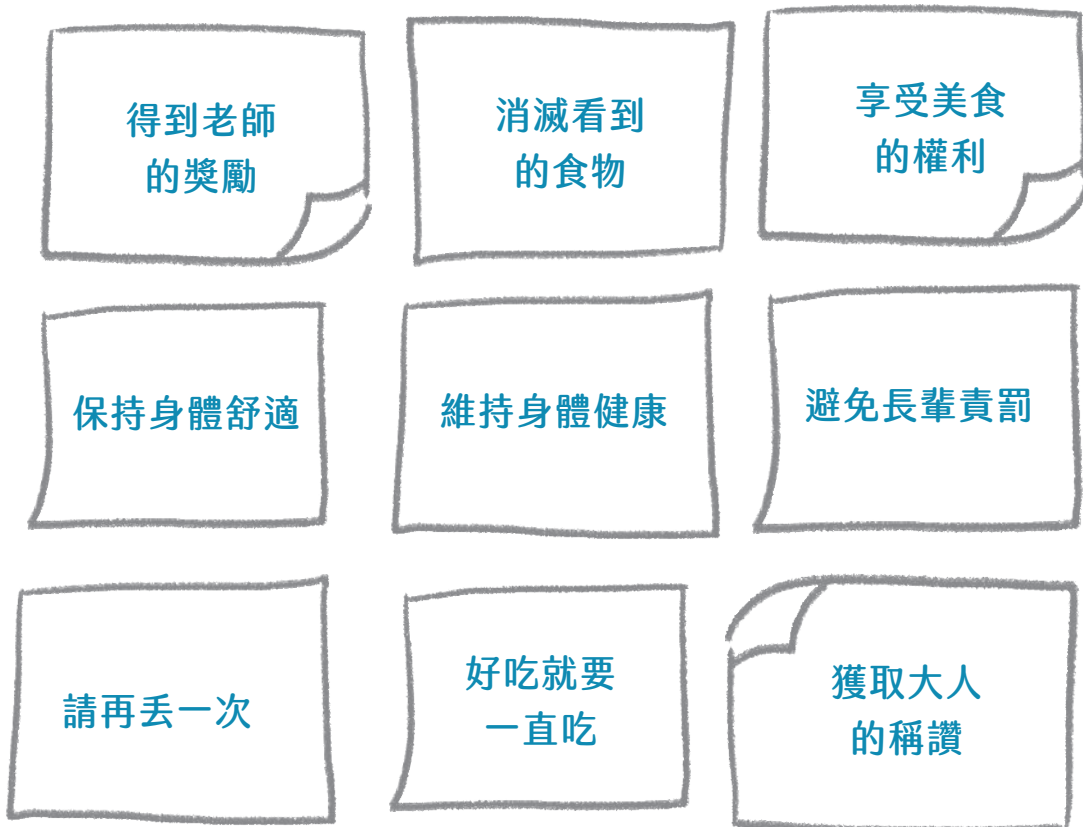 得到老師
的獎勵
消滅看到
的食物
享受美食
的權利
保持身體舒適
維持身體健康
避免長輩責罰
請再丟一次
好吃就要
一直吃
獲取大人
的稱讚